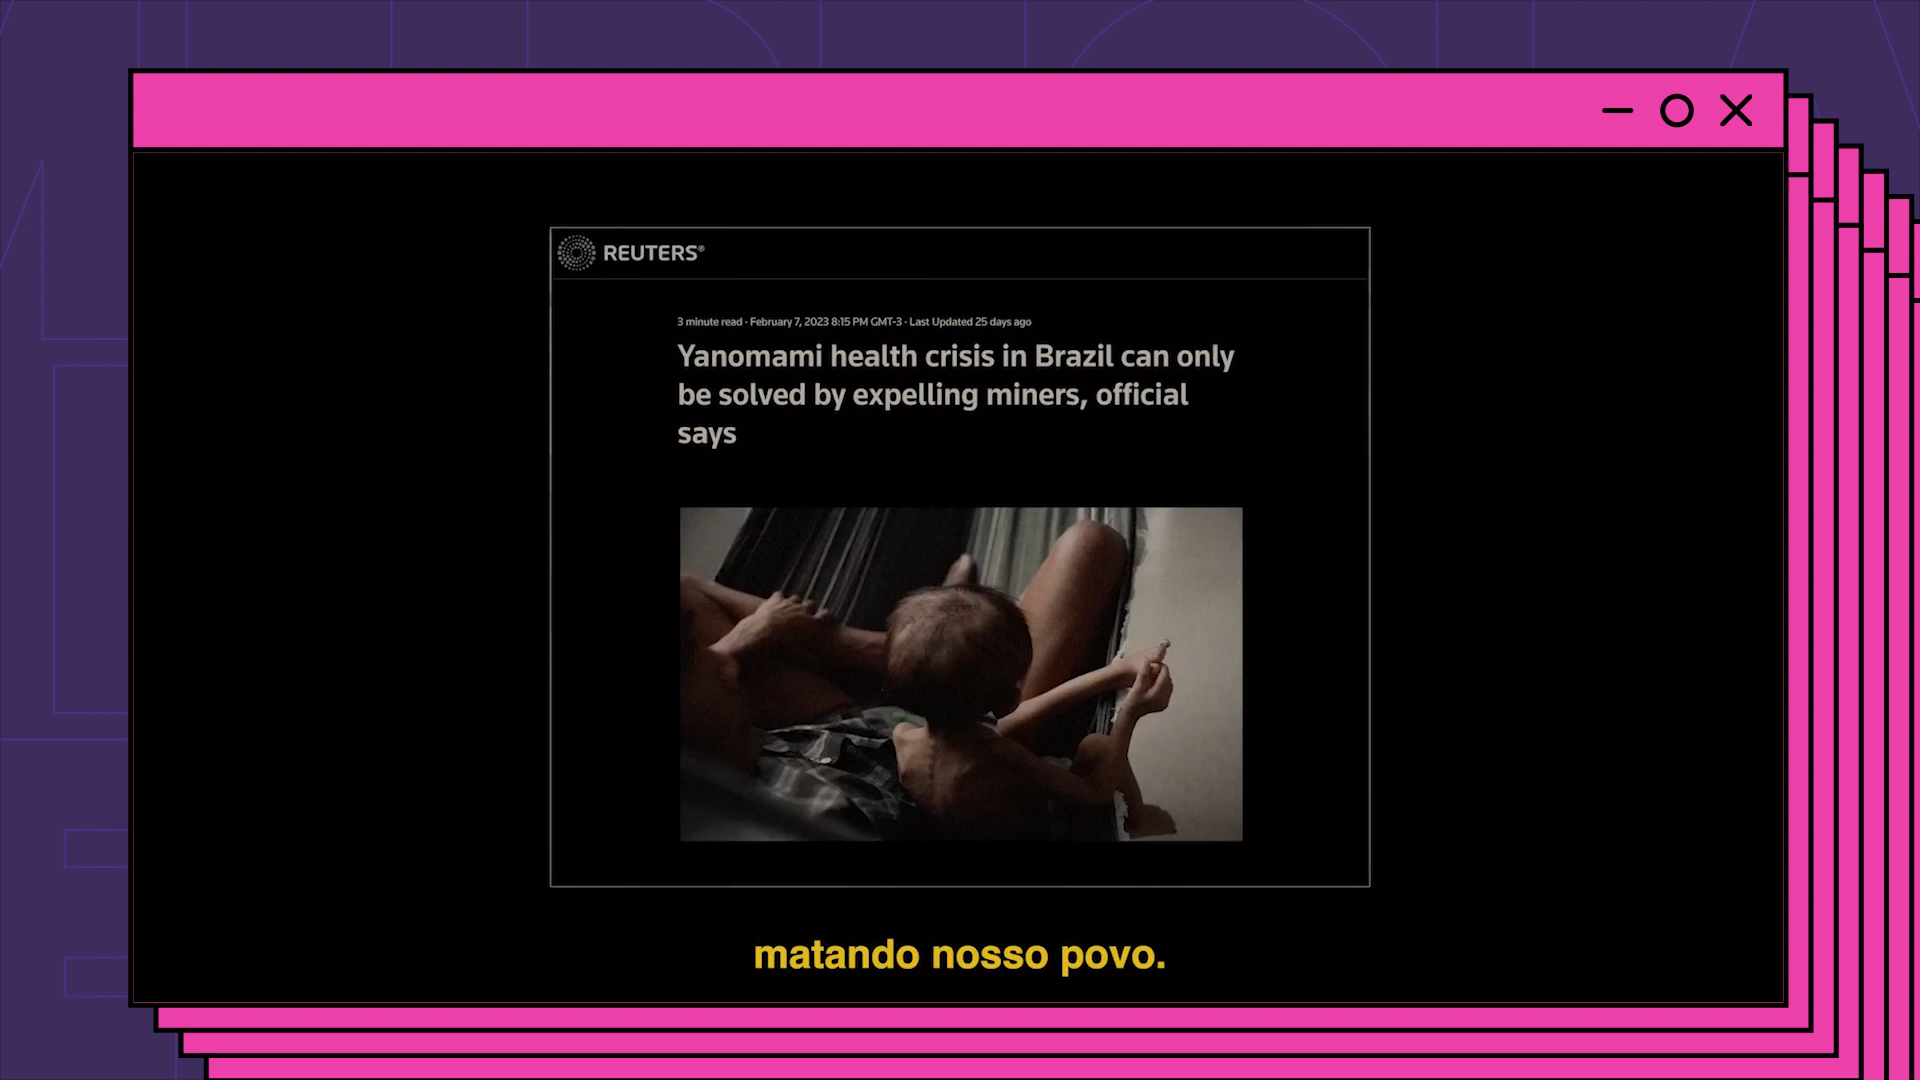 REUTERS®
3 minute read · February 7, 2023 8:15 PM GMT-3 · Last Updated 25 days ago
Yanomami health crisis in Brazil can only
be solved by expelling miners, official
says
matando nosso povo.